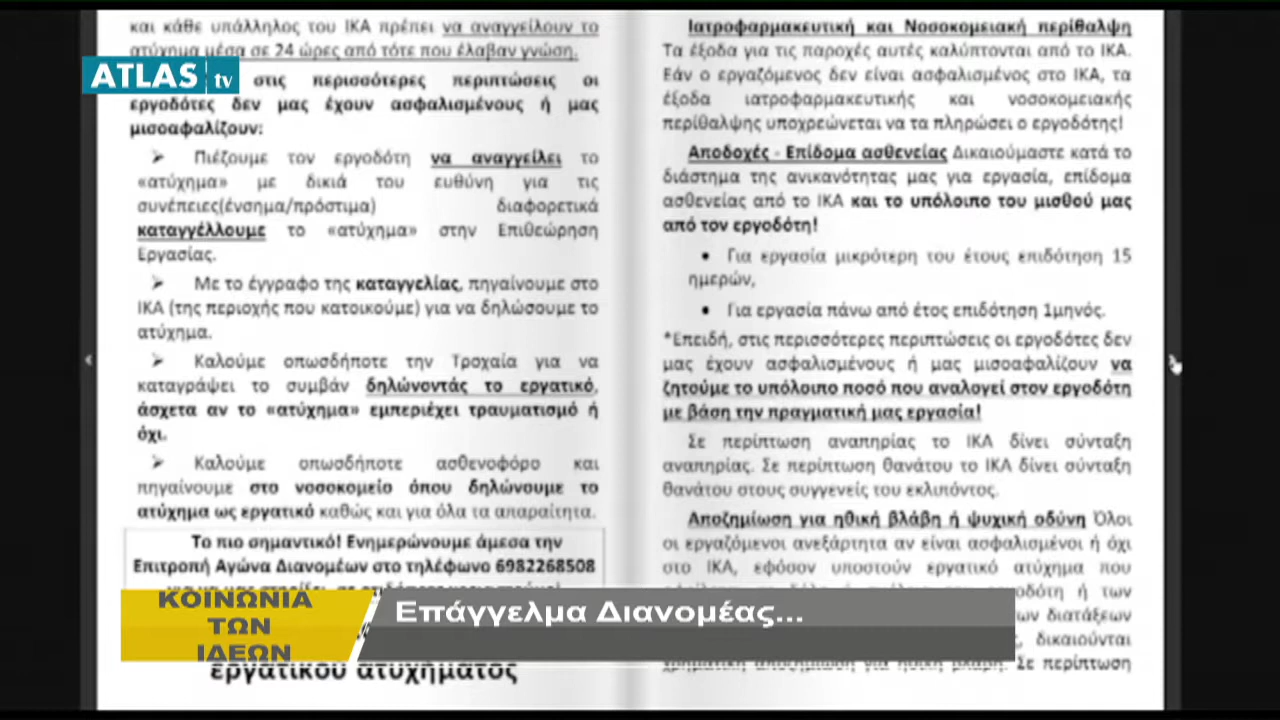 και κάθε υπάλληλος του ΙΚΑ πρέπει να αναγγείλουν το
ατύχημα μέσα σε 24 ώρες από τότε που έλαβαν γνώση.
ATLAS tv
στις περισσότερες περιπτώσεις οι
εργοδότες δεν μας έχουν ασφαλισμένους ή μας
μισοαφαλίζουν:
➢ Πιέζουμε τον εργοδότη να αναγγείλει το
«ατύχημα» με δικιά του ευθύνη για τις
συνέπειες(ένσημα/πρόστιμα) διαφορετικά
καταγγέλλουμε το «ατύχημα» στην Επιθεώρηση
Εργασίας.
➢ Με το έγγραφο της καταγγελίας, πηγαίνουμε στο
ΙΚΑ (της περιοχής που κατοικούμε) για να δηλώσουμε το
ατύχημα.
➢ Καλούμε οπωσδήποτε την Τροχαία για να
καταγράψει το συμβάν δηλώνοντάς το εργατικό,
άσχετα αν το «ατύχημα» εμπεριέχει τραυματισμό ή
όχι.
➢ Καλούμε οπωσδήποτε ασθενοφόρο και
πηγαίνουμε στο νοσοκομείο όπου δηλώνουμε το
ατύχημα ως εργατικό καθώς και για όλα τα απαραίτητα.
Το πιο σημαντικό! Ενημερώνουμε άμεσα την
Επιτροπή Αγώνα Διανομέων στο τηλέφωνο 6982268508
εργατικού ατυχήματος
Ιατροφαρμακευτική και Νοσοκομειακή περίθαλψη
Τα έξοδα για τις παροχές αυτές καλύπτονται από το ΙΚΑ.
Εάν ο εργαζόμενος δεν είναι ασφαλισμένος στο ΙΚΑ, τα
έξοδα ιατροφαρμακευτικής και νοσοκομειακής
περίθαλψης υποχρεώνεται να τα πληρώσει ο εργοδότης!
Αποδοχές - Επίδομα ασθενείας Δικαιούμαστε κατά το
διάστημα της ανικανότητας μας για εργασία, επίδομα
ασθενείας από το ΙΚΑ και το υπόλοιπο του μισθού μας
από τον εργοδότη!
• Για εργασία μικρότερη του έτους επιδότηση 15
ημερών,
• Για εργασία πάνω από έτος επιδότηση 1μηνός.
*Επειδή, στις περισσότερες περιπτώσεις οι εργοδότες δεν
μας έχουν ασφαλισμένους ή μας μισοαφαλίζουν να
ζητούμε το υπόλοιπο ποσό που αναλογεί στον εργοδότη
με βάση την πραγματική μας εργασία!
Σε περίπτωση αναπηρίας το ΙΚΑ δίνει σύνταξη
αναπηρίας. Σε περίπτωση θανάτου το ΙΚΑ δίνει σύνταξη
θανάτου στους συγγενείς του εκλιπόντος.
Αποζημίωση για ηθική βλάβη ή ψυχική οδύνη Όλοι
οι εργαζόμενοι ανεξάρτητα αν είναι ασφαλισμένοι ή όχι
στο ΙΚΑ, εφόσον υποστούν εργατικό ατύχημα που
ή των
διατάξεων
δικαιούνται
Σε περίπτωση
ΚΟΙΝΩΝΙΑ
ΤΩΝ
ΙΔΕΩΝ
Επάγγελμα Διανομέας...